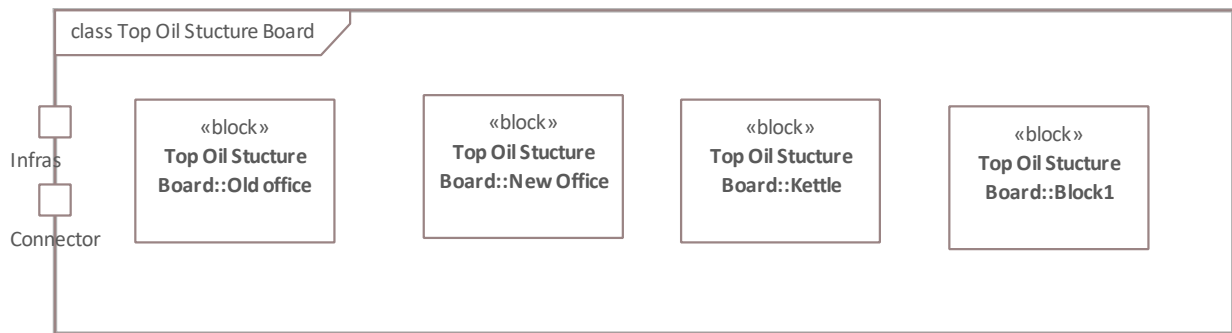 class Top Oil Stucture Board
Infras
Connector
«block»
Top Oil Stucture
Board::Old office
«block»
Top Oil Stucture
Board::New Office
«block»
Top Oil Stucture
Board::Kettle
«block»
Top Oil Stucture
Board::Block1